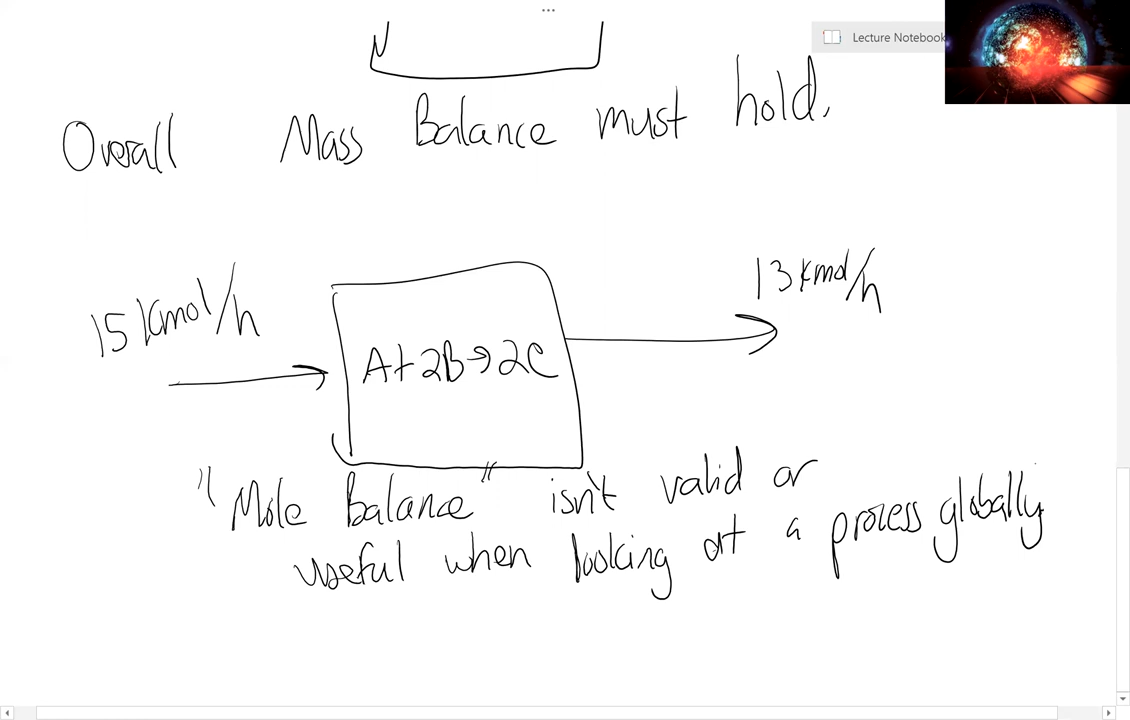 Lecture Notebook
Overall Mass Balance must hold.
15 Kmol/h
13 kmol/h
A + 2B → 2C
"Mole Balance" isn't valid or
useful when looking at a process globally